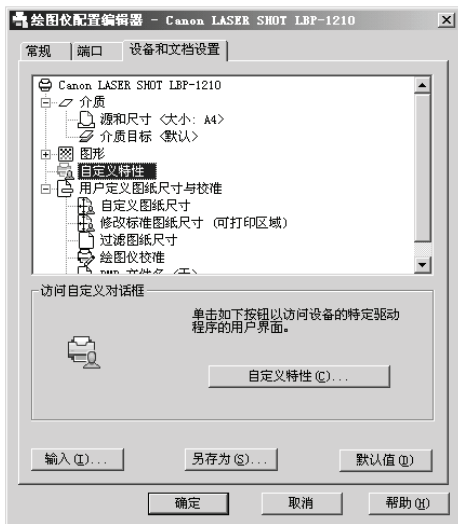 绘图仪配置编辑器 - Canon LASER SHOT LBP-1210
常规 端口 设备和文档设置
Canon LASER SHOT LBP-1210
介质
源和尺寸 <大小: A4>
介质目标 <默认>
图形
自定义特性
用户定义图纸尺寸与校准
自定义图纸尺寸
修改标准图纸尺寸 (可打印区域)
过滤图纸尺寸
绘图仪校准
PMP 文件名 <无>
访问自定义对话框
单击如下按钮以访问设备的特定驱动
程序的用户界面。
自定义特性(C)...
输入(I)... 另存为(S)... 默认值(D)
确定 取消 帮助(H)